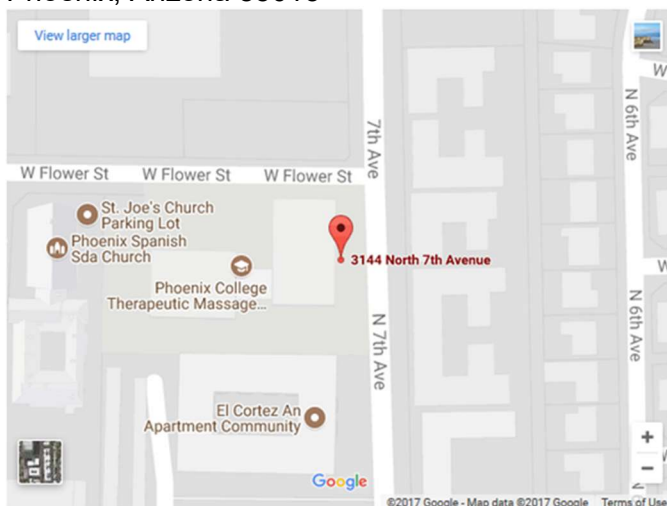 Phoenix, Arizona
View larger map
W
N 6th Ave
7th Ave
W Flower St W Flower St W Flower St
St. Joe's Church
Parking Lot
Phoenix Spanish
Sda Church
3144 North 7th Avenue
Phoenix College
Therapeutic Massage...
N 7th Ave
N 6th Ave
El Cortez An
Apartment Community
+
−
Google
©2017 Google - Map data ©2017 Google Terms of Use